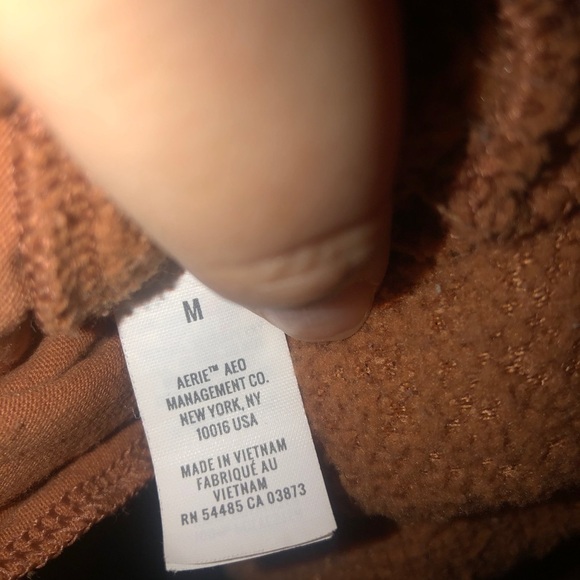 M
AERIE™ AEO
MANAGEMENT CO.
NEW YORK, NY
10016 USA
MADE IN VIETNAM
FABRIQUÉ AU
VIETNAM
RN 54485 CA 03873